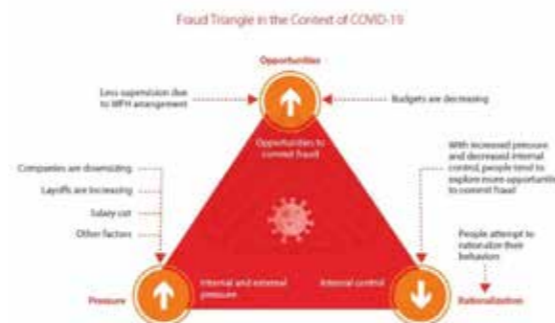 Fraud Triangle in the Context of COVID-19
Opportunities
Less supervision due
to WFH arrangement
Budgets are decreasing
Opportunities to
commit fraud
With increased pressure
and decreased internal
control, people tend to
explore more opportunities
to commit fraud
Companies are downsizing
Layoffs are increasing
Salary cut
Other factors
People attempt to
rationalize their
behavior
Internal and external
pressure
Internal control
Pressure
Rationalization